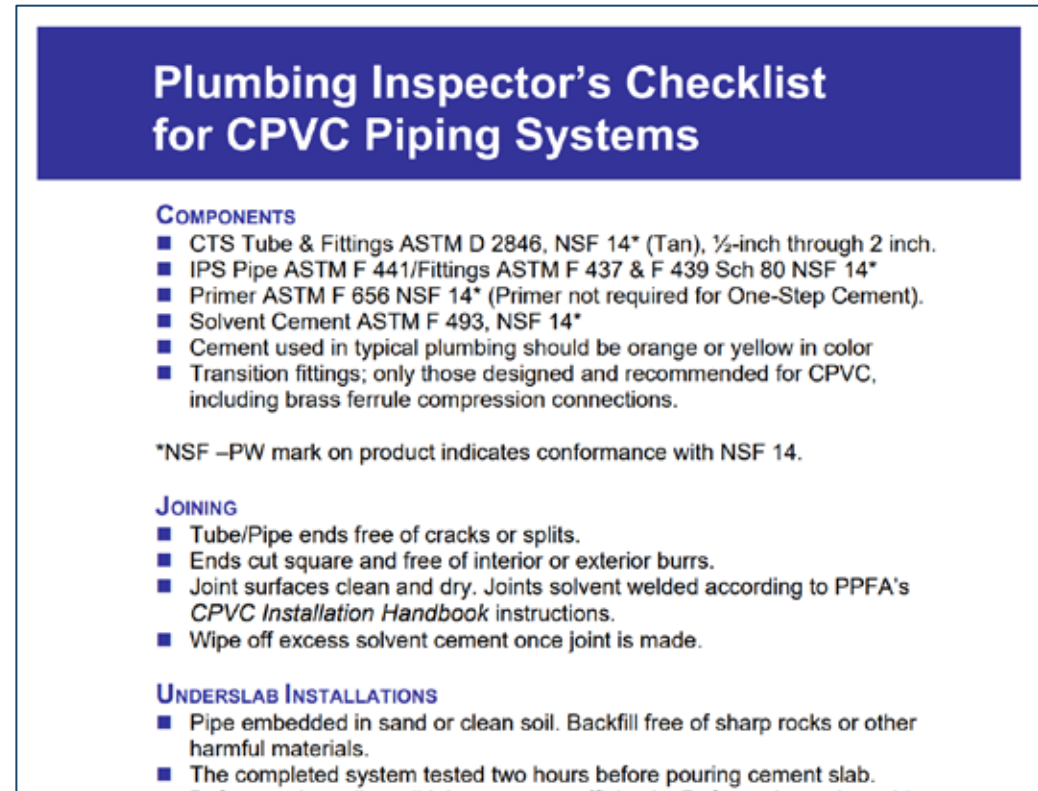 Plumbing Inspector's Checklist
for CPVC Piping Systems
COMPONENTS
■ CTS Tube & Fittings ASTM D 2846, NSF 14* (Tan), ½-inch through 2 inch.
■ IPS Pipe ASTM F 441/Fittings ASTM F 437 & F 439 Sch 80 NSF 14*
■ Primer ASTM F 656 NSF 14* (Primer not required for One-Step Cement).
■ Solvent Cement ASTM F 493, NSF 14*
■ Cement used in typical plumbing should be orange or yellow in color
■ Transition fittings; only those designed and recommended for CPVC,
including brass ferrule compression connections.
*NSF –PW mark on product indicates conformance with NSF 14.
JOINING
■ Tube/Pipe ends free of cracks or splits.
■ Ends cut square and free of interior or exterior burrs.
■ Joint surfaces clean and dry. Joints solvent welded according to PPFA's
CPVC Installation Handbook instructions.
■ Wipe off excess solvent cement once joint is made.
UNDERSLAB INSTALLATIONS
■ Pipe embedded in sand or clean soil. Backfill free of sharp rocks or other
harmful materials.
■ The completed system tested two hours before pouring cement slab.